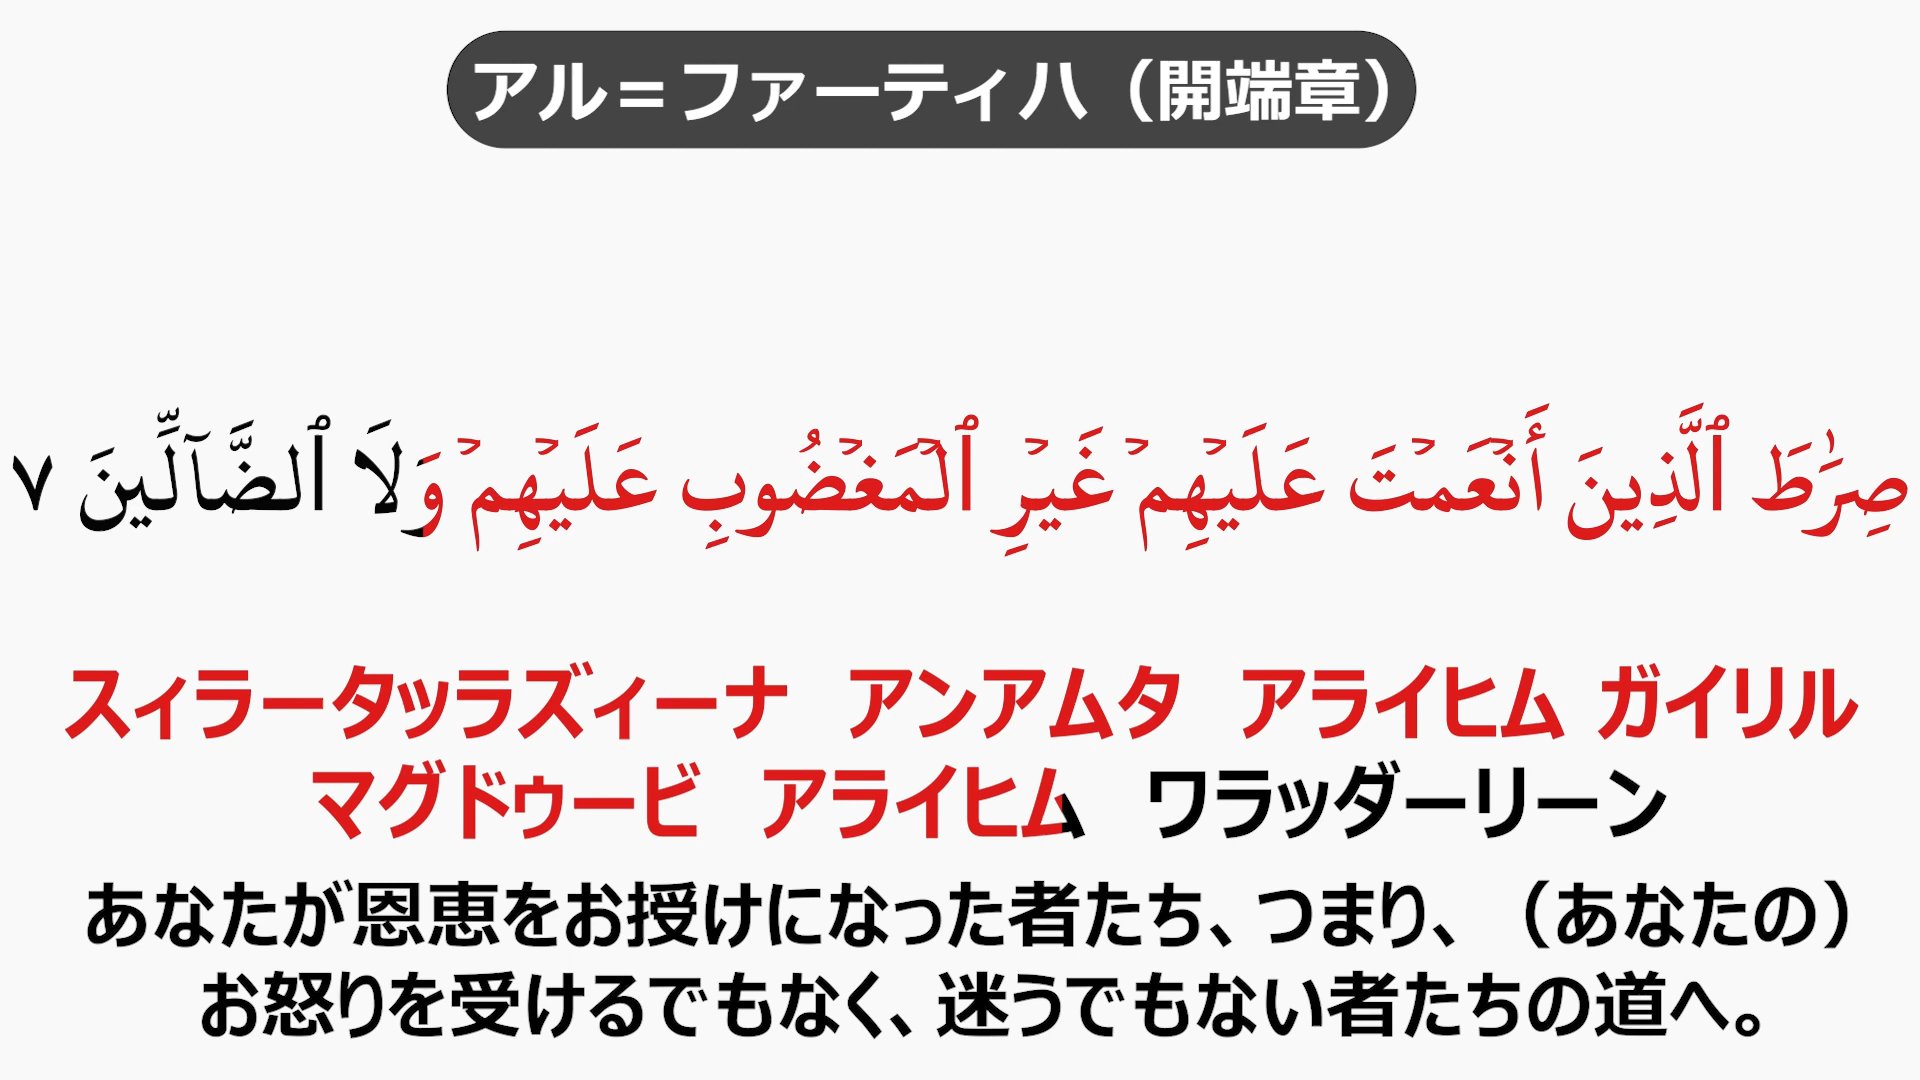 アル＝ファーティハ（開端章）
صِرَٰطَ ٱلَّذِينَ أَنۡعَمۡتَ عَلَيۡهِمۡ غَيۡرِ ٱلۡمَغۡضُوبِ عَلَيۡهِمۡ وَلَا ٱلضَّآلِّينَ ٧
スィラータッラズィーナ　アンアムタ　アライヒム ガイリル
マグドゥービ　アライヒム　ワラッダーリーン
あなたが恩恵をお授けになった者たち、つまり、（あなたの）
お怒りを受けるでもなく、迷うでもない者たちの道へ。